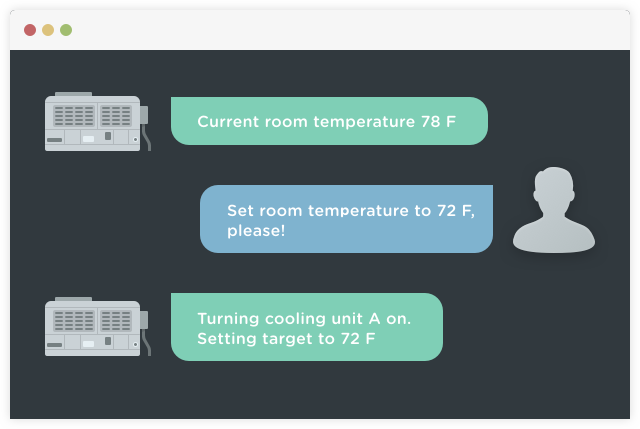 Current room temperature 78 F
Set room temperature to 72 F,
please!
Turning cooling unit A on.
Setting target to 72 F